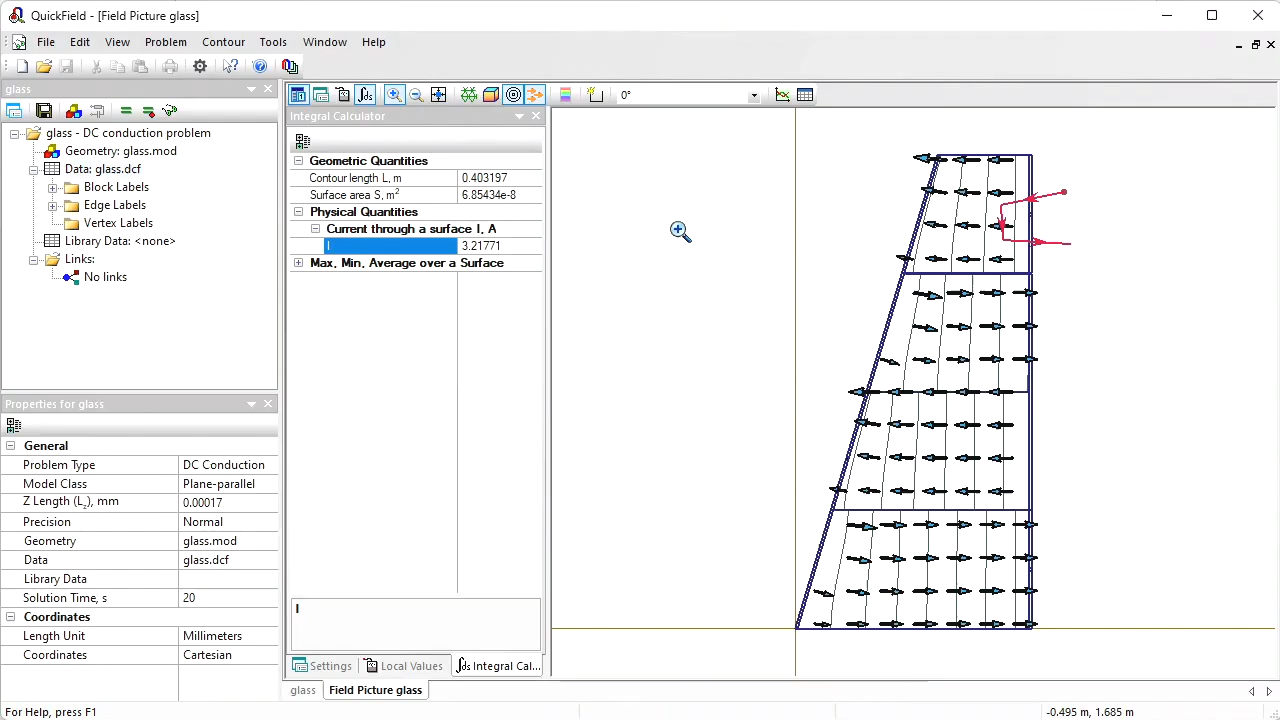 QuickField - [Field Picture glass]
File Edit View Problem Contour Tools Window Help
0°
glass
glass - DC conduction problem
Geometry: glass.mod
Data: glass.dcf
Block Labels
Edge Labels
Vertex Labels
Library Data: <none>
Links:
No links
Properties for glass
General
Problem Type DC Conduction
Model Class Plane-parallel
Z Length (Lz), mm 0.00017
Precision Normal
Geometry glass.mod
Data glass.dcf
Library Data
Solution Time, s 20
Coordinates
Length Unit Millimeters
Coordinates Cartesian
Integral Calculator
Geometric Quantities
Contour length L, m 0.403197
Surface area S, m² 6.85434e-8
Physical Quantities
Current through a surface I, A
I 3.21771
Max, Min, Average over a Surface
I
Settings Local Values ∫ds Integral Cal...
glass Field Picture glass
For Help, press F1 -0.495 m, 1.685 m